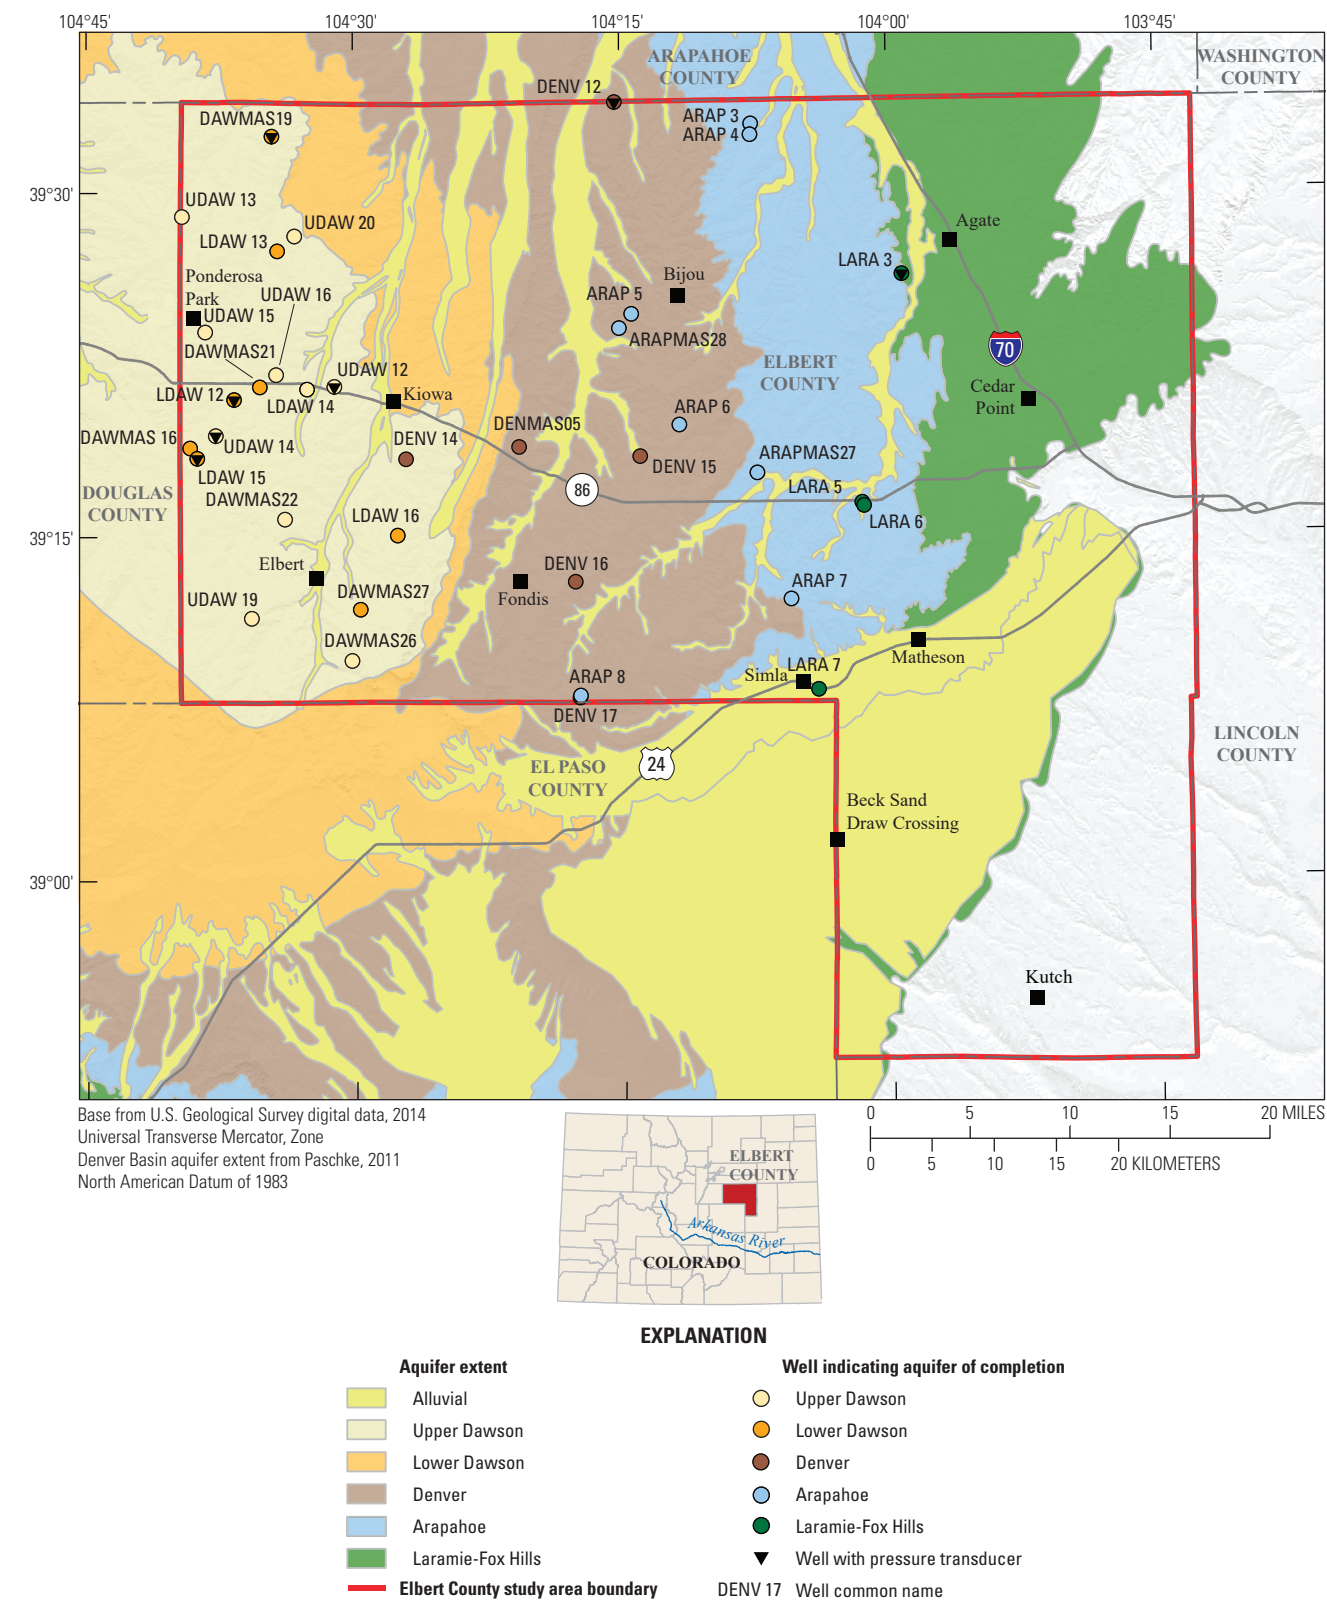 104°45'
104°30'
104°15'
104°00'
103°45'
ARAPAHOE
COUNTY
WASHINGTON
COUNTY
DENV 12
DAWMAS19
ARAP 3
ARAP 4
39°30'
UDAW 13
UDAW 20
LDAW 13
Agate
LARA 3
Ponderosa
Park
UDAW 16
Bijou
ARAP 5
UDAW 15
ARAPMAS28
DAWMAS21
70
ELBERT
COUNTY
UDAW 12
LDAW 12
Kiowa
LDAW 14
Cedar
Point
ARAP 6
DENMAS05
DAWMAS 16
UDAW 14
DENV 14
ARAPMAS27
DENV 15
LDAW 15
LARA 5
86
DOUGLAS
COUNTY
DAWMAS22
LDAW 16
LARA 6
39°15'
Elbert
DENV 16
ARAP 7
DAWMAS27
Fondis
UDAW 19
DAWMAS26
Matheson
LARA 7
Simla
ARAP 8
DENV 17
LINCOLN
COUNTY
24
EL PASO
COUNTY
Beck Sand
Draw Crossing
39°00'
Kutch
Base from U.S. Geological Survey digital data, 2014
Universal Transverse Mercator, Zone
Denver Basin aquifer extent from Paschke, 2011
North American Datum of 1983
0 5 10 15 20 MILES
0 5 10 15 20 KILOMETERS
ELBERT
COUNTY
Arkansas River
COLORADO
EXPLANATION
Aquifer extent
Alluvial
Upper Dawson
Lower Dawson
Denver
Arapahoe
Laramie-Fox Hills
Elbert County study area boundary
Well indicating aquifer of completion
Upper Dawson
Lower Dawson
Denver
Arapahoe
Laramie-Fox Hills
Well with pressure transducer
DENV 17 Well common name